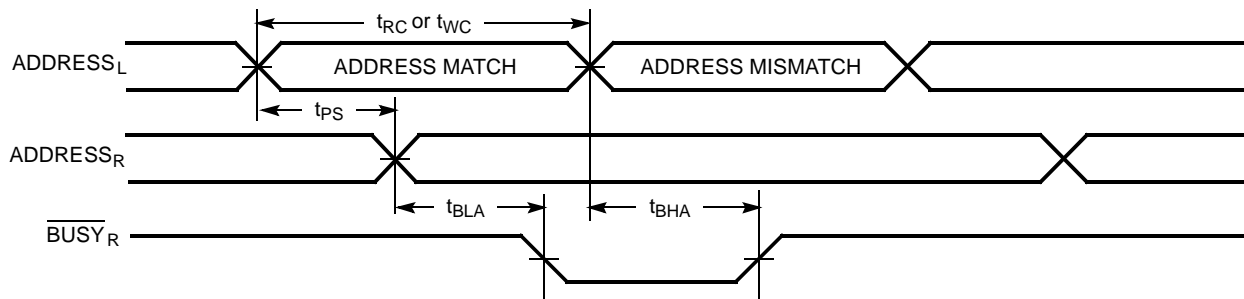 tRC or tWC
ADDRESSL ADDRESS MATCH ADDRESS MISMATCH
tPS
ADDRESSR
tBLA tBHA
BUSYR